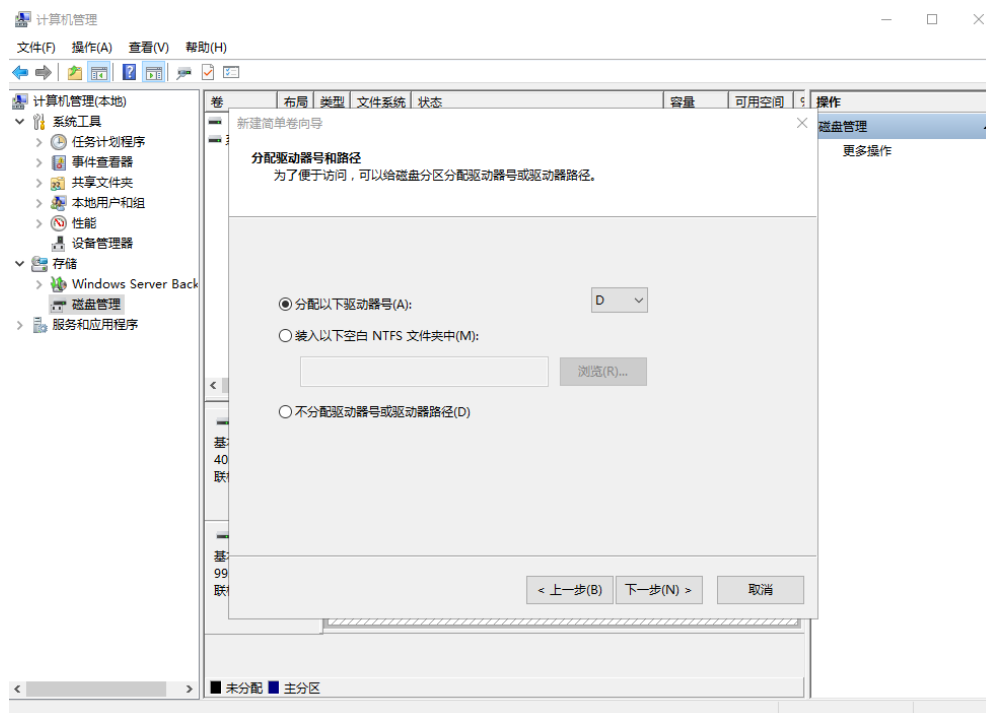 计算机管理
文件(F) 操作(A) 查看(V) 帮助(H)
计算机管理(本地)
系统工具
任务计划程序
事件查看器
共享文件夹
本地用户和组
性能
设备管理器
存储
Windows Server Back
磁盘管理
服务和应用程序
卷 布局 类型 文件系统 状态 容量 可用空间
新建简单卷向导
分配驱动器号和路径
为了便于访问，可以给磁盘分区分配驱动器号或驱动器路径。
分配以下驱动器号(A): D
装入以下空白 NTFS 文件夹中(M):
浏览(R)...
不分配驱动器号或驱动器路径(D)
< 上一步(B) 下一步(N) > 取消
基
40
联
基
99
联
未分配 主分区
操作
磁盘管理
更多操作